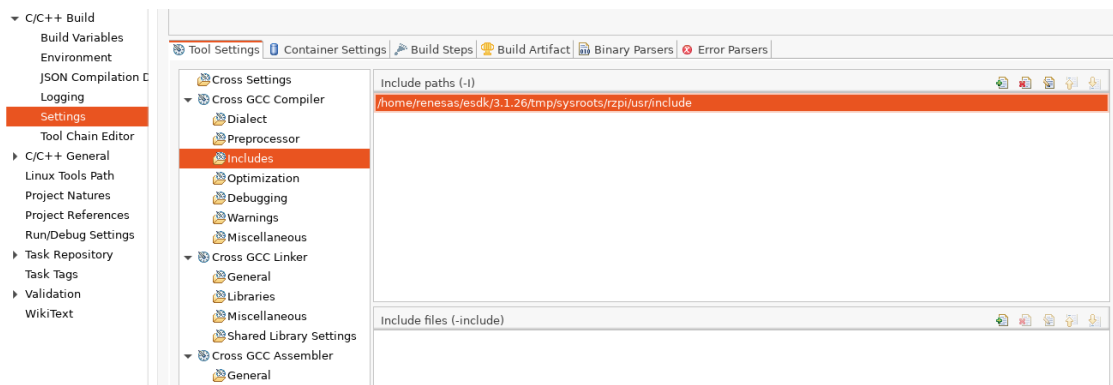 C/C++ Build
Build Variables
Environment
JSON Compilation D
Logging
Settings
Tool Chain Editor
C/C++ General
Linux Tools Path
Project Natures
Project References
Run/Debug Settings
Task Repository
Task Tags
Validation
WikiText
Tool Settings Container Settings Build Steps Build Artifact Binary Parsers Error Parsers
Cross Settings
Cross GCC Compiler
Dialect
Preprocessor
Includes
Optimization
Debugging
Warnings
Miscellaneous
Cross GCC Linker
General
Libraries
Miscellaneous
Shared Library Settings
Cross GCC Assembler
General
Include paths (-I)
/home/renesas/esdk/3.1.26/tmp/sysroots/rzpi/usr/include
Include files (-include)